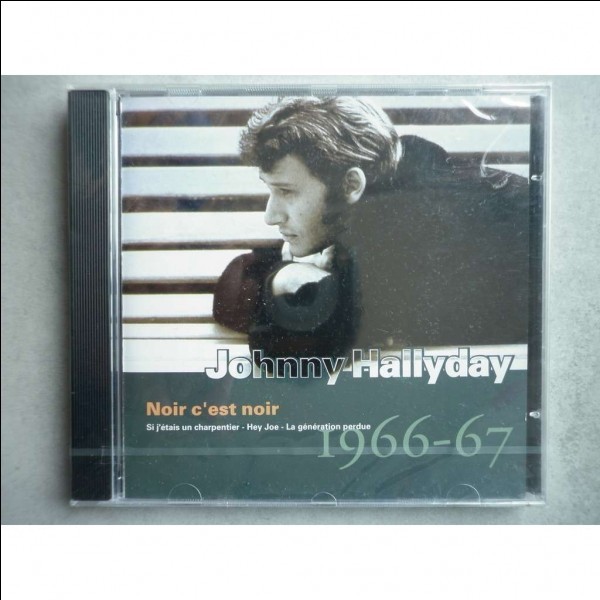 Johnny Hallyday
Noir c'est noir
Si j'étais un charpentier - Hey Joe - La génération perdue
1966-67